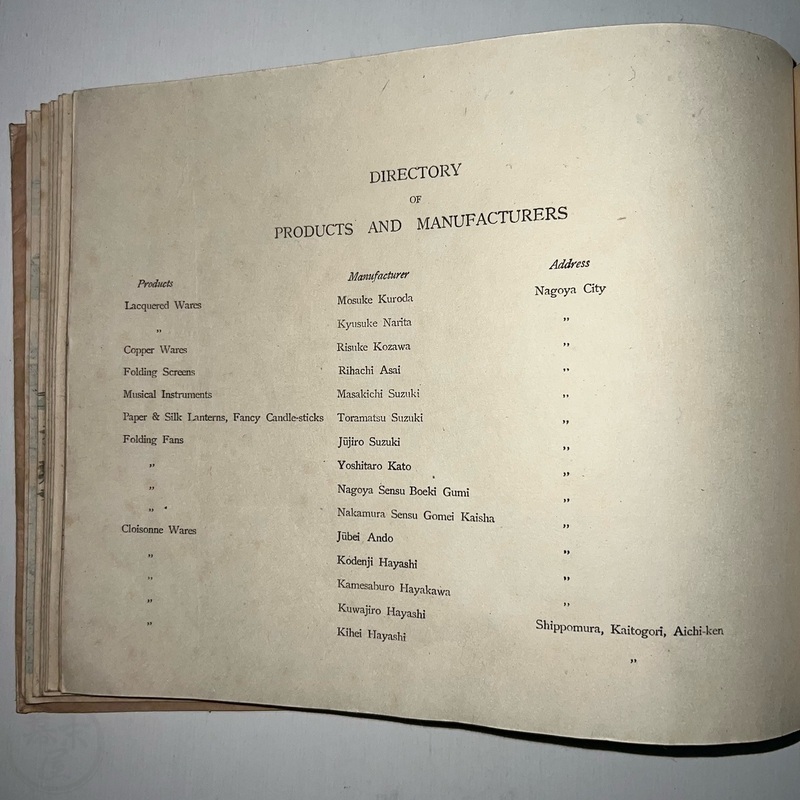 DIRECTORY
OF
PRODUCTS AND MANUFACTURERS
Products Manufacturer Address
Lacquered Wares Mosuke Kuroda Nagoya City
" Kyusuke Narita "
Copper Wares Risuke Kozawa "
Folding Screens Rihachi Asai "
Musical Instruments Masakichi Suzuki "
Paper & Silk Lanterns, Fancy Candle-sticks Toramatsu Suzuki "
Folding Fans Jūjiro Suzuki "
" Yoshitaro Kato "
" Nagoya Sensu Boeki Gumi "
" Nakamura Sensu Gomei Kaisha "
Cloisonne Wares Jūbei Ando "
" Kodenji Hayashi "
" Kamesaburo Hayakawa "
" Kuwajiro Hayashi Shippomura, Kaitogori, Aichi-ken
" Kihei Hayashi "